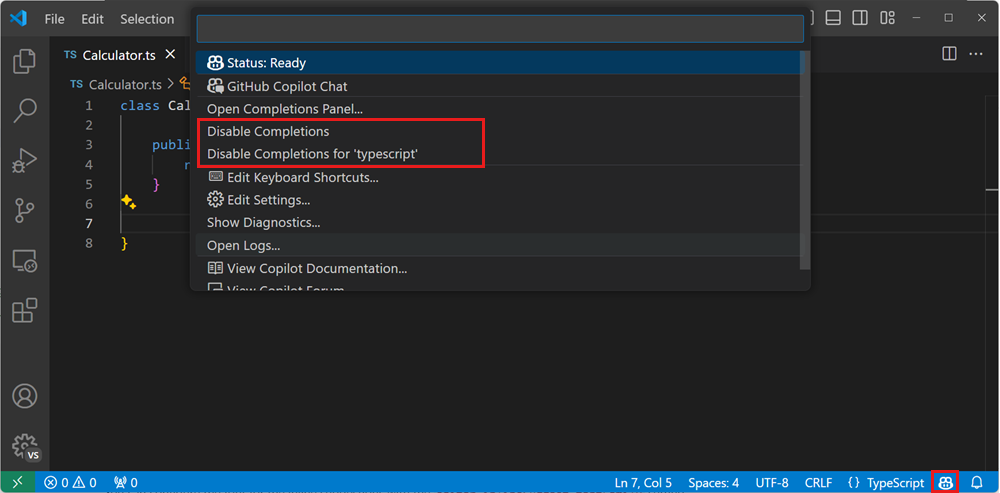 File Edit Selection
TS Calculator.ts
TS Calculator.ts
Status: Ready
GitHub Copilot Chat
Open Completions Panel...
Disable Completions
Disable Completions for 'typescript'
Edit Keyboard Shortcuts...
Edit Settings...
Show Diagnostics...
Open Logs...
View Copilot Documentation...
View Copilot Forum
1 class Cal
2
3 publi
4 r
5 }
6
7
8 }
VS
0 0 0 Ln 7, Col 5 Spaces: 4 UTF-8 CRLF { } TypeScript